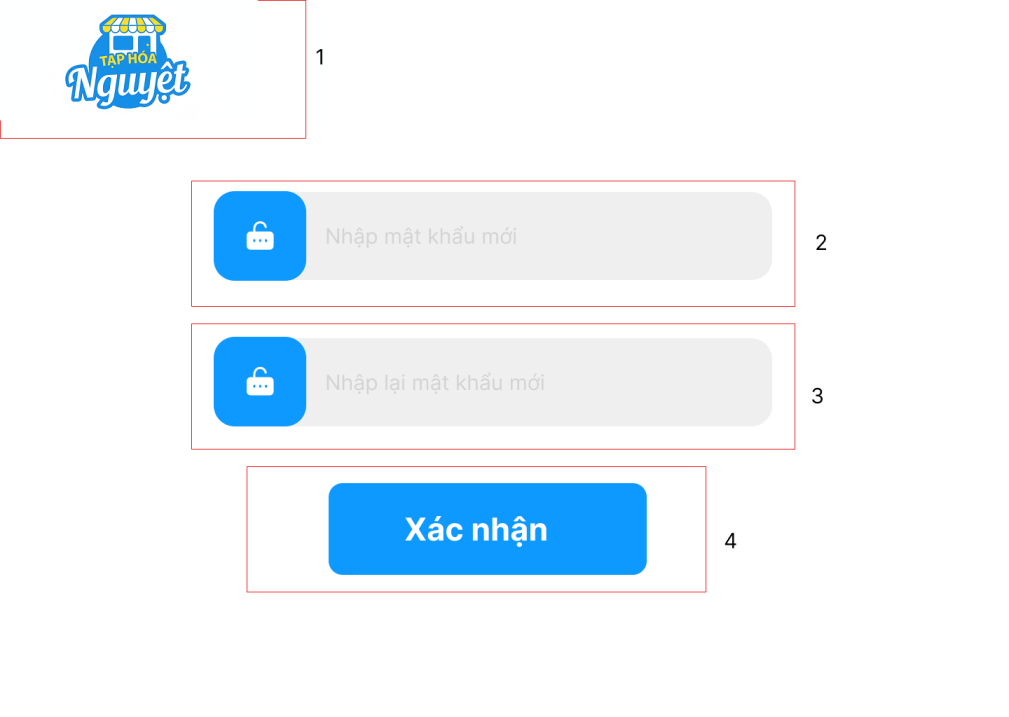 TẠP HÓA
Nguyệt
1
Nhập mật khẩu mới
2
Nhập lại mật khẩu mới
3
Xác nhận
4